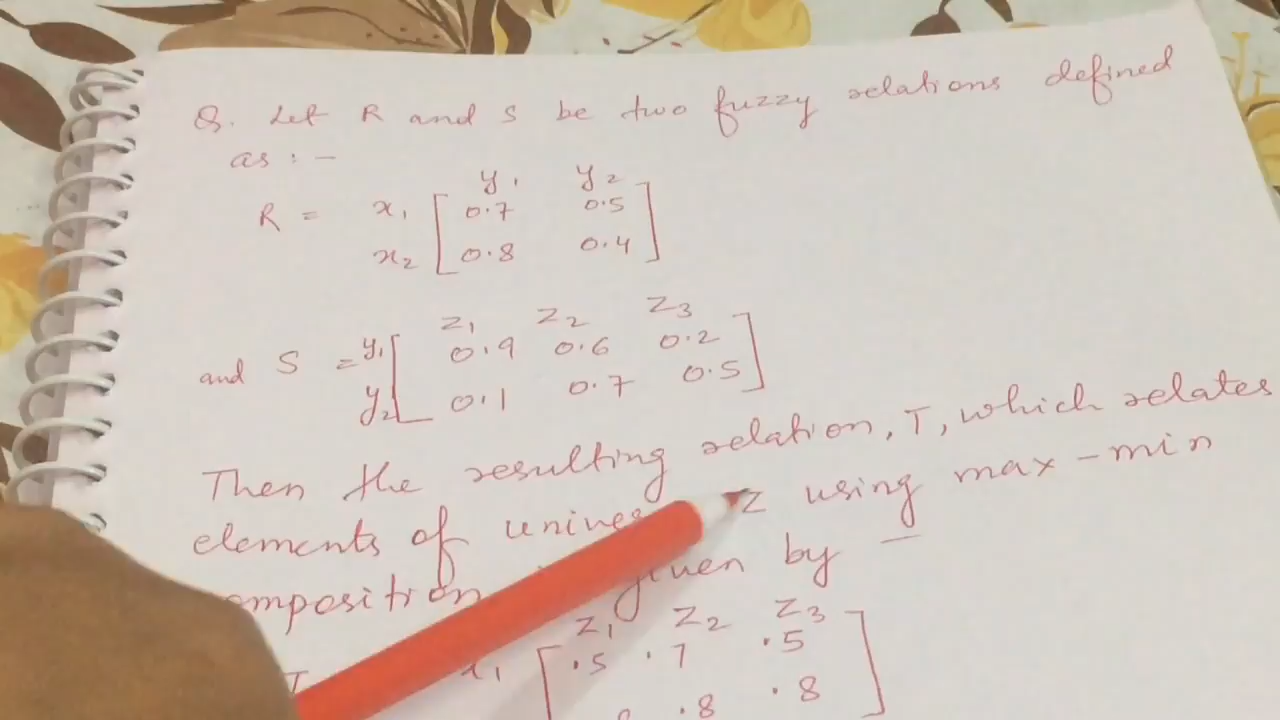 Q. Let R and S be two fuzzy relations defined
as :-
y1 y2
R = x1 0.7 0.5
x2 0.8 0.4
z1 z2 z3
and S = y1 0.9 0.6 0.2
y2 0.1 0.7 0.5
Then the resulting relation, T, which relates
elements of z using max-min
given by -
z1 z2 z3
x1 .5 .7 .5
.8 .8